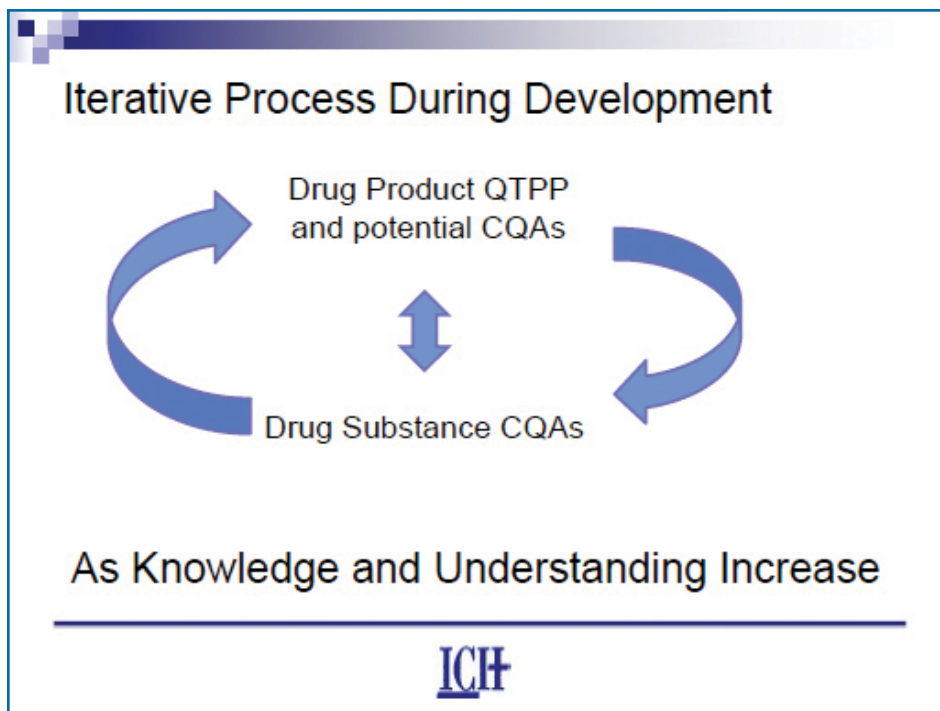 Iterative Process During Development
Drug Product QTPP
and potential CQAs
Drug Substance CQAs
As Knowledge and Understanding Increase
ICH